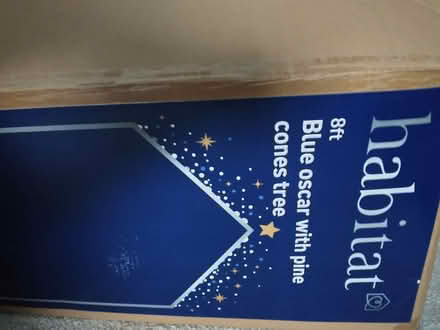 habitat
8ft
Blue oscar with pine
cones tree